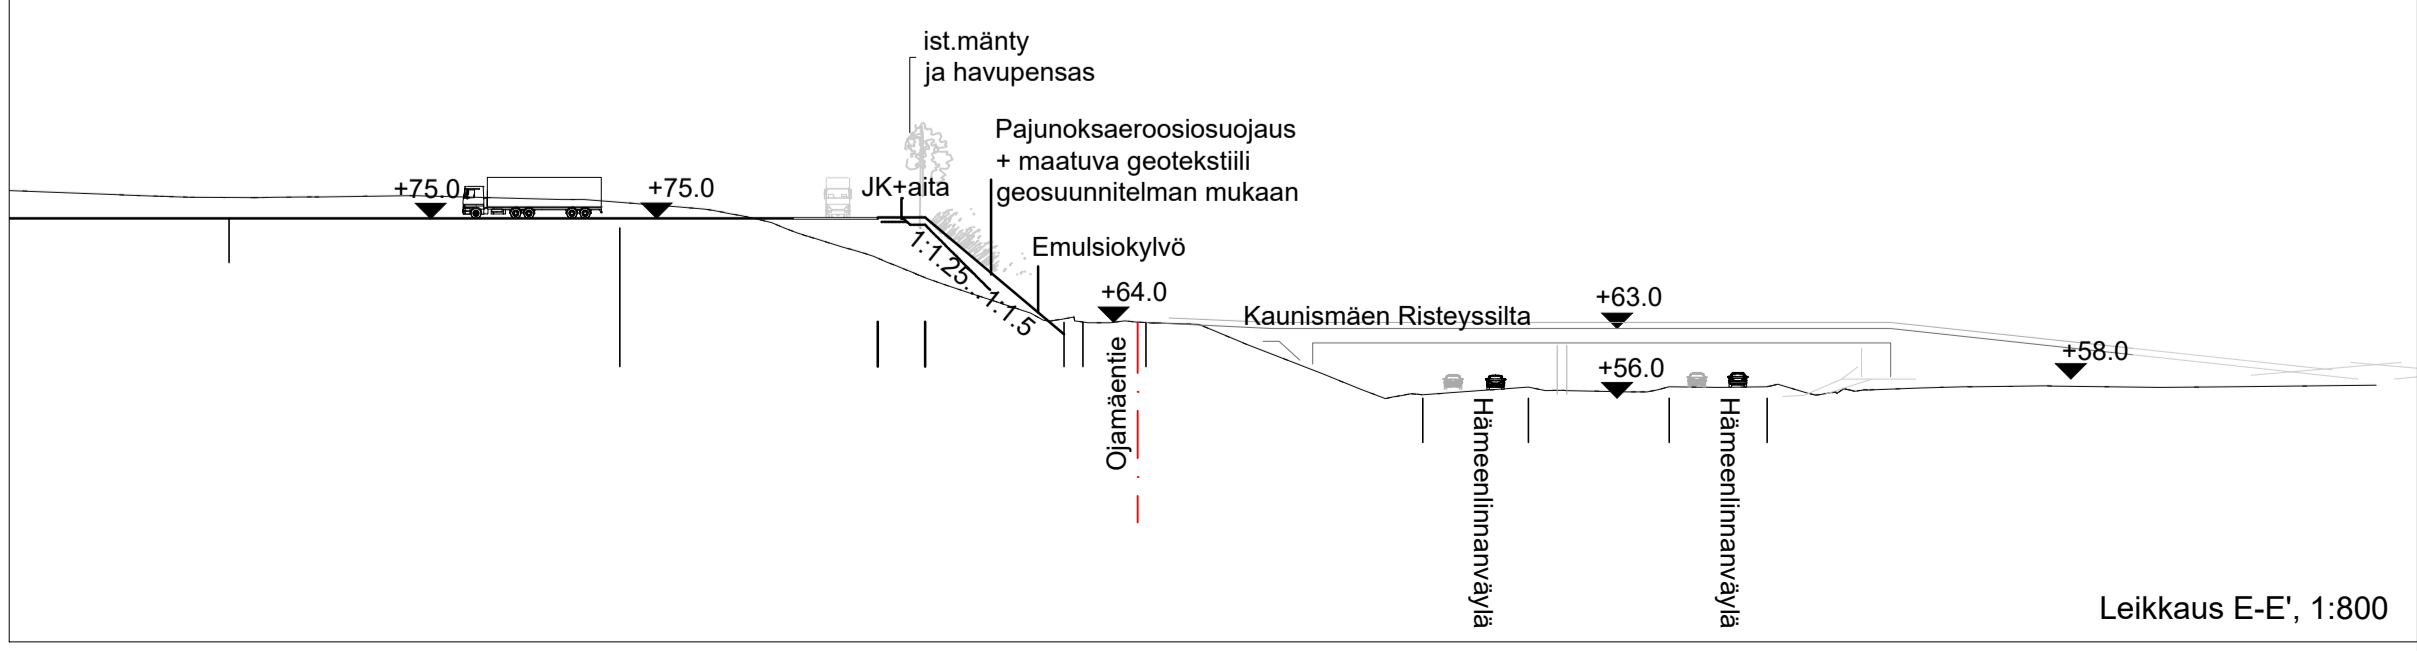 ist.mänty
ja havupensas
Pajunoksaeroosiosuojaus
+ maatuva geotekstiili
geosuunnitelman mukaan
+75.0
+75.0
JK+aita
Emulsiokylvö
1:1.25...1:1.5
+64.0
Kaunismäen Risteyssilta
+63.0
+56.0
+58.0
Ojamäentie
Hämeenlinnanväylä
Hämeenlinnanväylä
Leikkaus E-E', 1:800